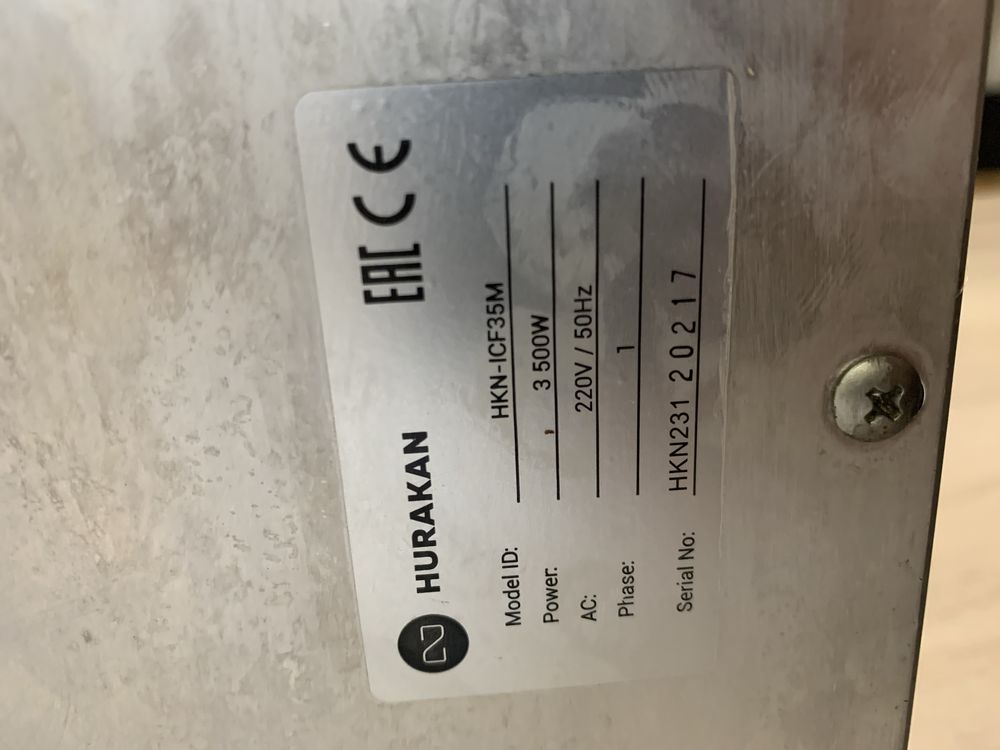 HURAKAN EAC CE
Model ID: HKN-ICF35M
Power: 3 500W
AC: 220V / 50Hz
Phase: 1
Serial No: HKN231 20217